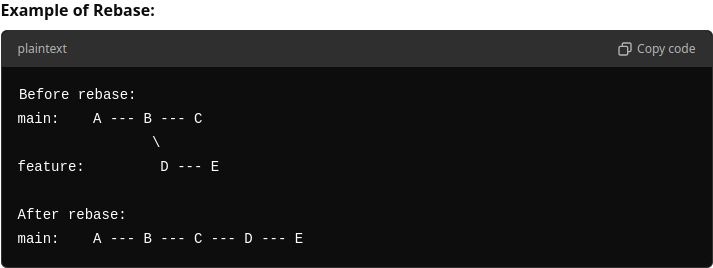 Example of Rebase:
plaintext
Copy code
Before rebase:
main:    A --- B --- C
                \
feature:         D --- E
After rebase:
main:    A --- B --- C --- D --- E